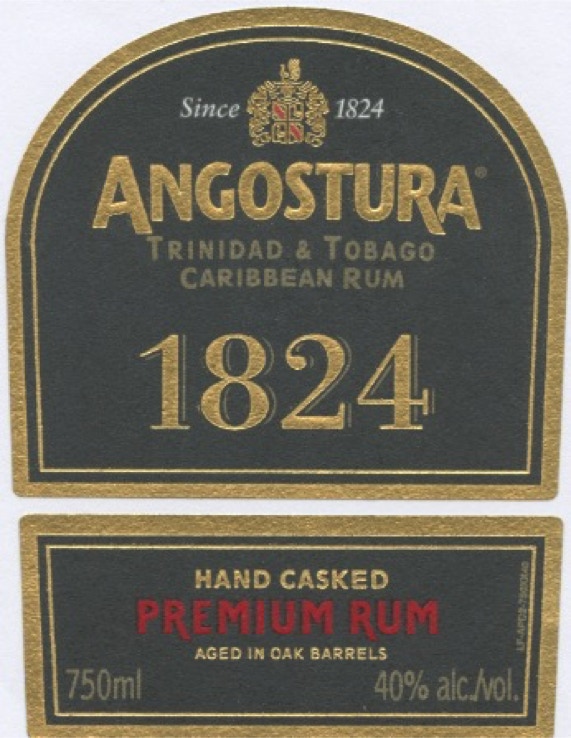 Since 1824
ANGOSTURA®
TRINIDAD & TOBAGO
CARIBBEAN RUM
1824
HAND CASKED
PREMIUM RUM
AGED IN OAK BARRELS
750ml 40% alc./vol.